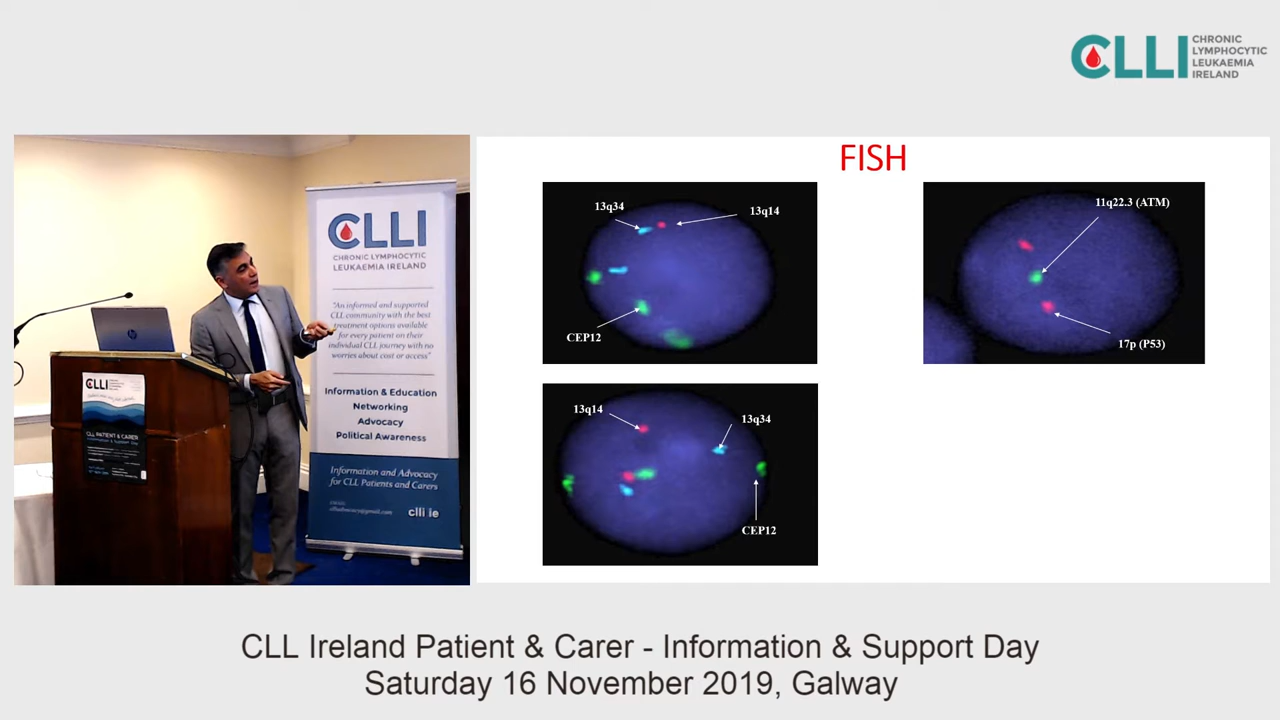 CLLI CHRONIC
LYMPHOCYTIC
LEUKAEMIA
IRELAND
CLLI
CHRONIC LYMPHOCYTIC
LEUKAEMIA IRELAND
"An informed and supported
CLL community with the best
treatment options available
for every patient on their
individual CLL journey with no
worries about cost or access"
Information & Education
Networking
Advocacy
Political Awareness
Information and Advocacy
for CLL Patients and Carers
clli ie
CLLI
CLL PATIENT & CARER
FISH
13q34
13q14
CEP12
11q22.3 (ATM)
17p (P53)
13q14
13q34
CEP12
CLL Ireland Patient & Carer - Information & Support Day
Saturday 16 November 2019, Galway